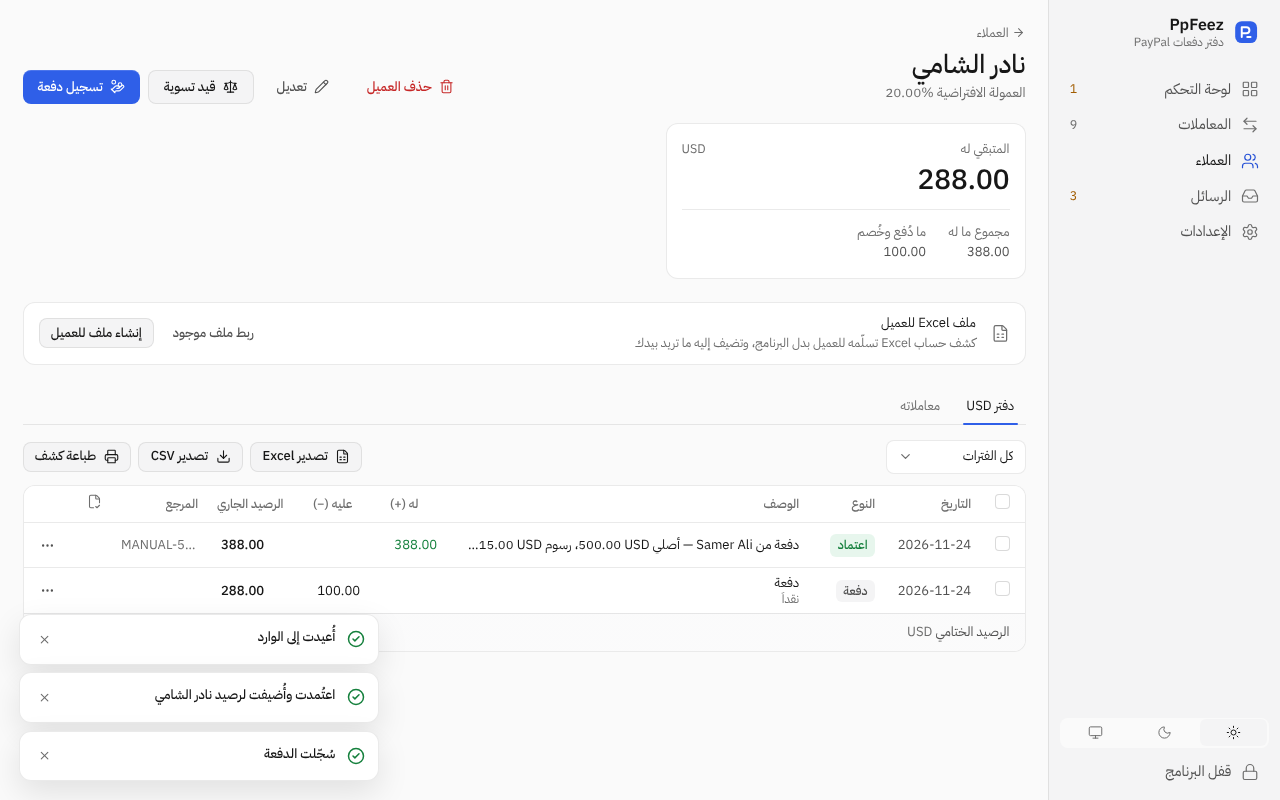 PpFeez
دفتر دفعات PayPal
لوحة التحكم 1
المعاملات 9
العملاء
الرسائل 3
الإعدادات
قفل البرنامج
العملاء
نادر الشامي
العمولة الافتراضية 20.00%
حذف العميل
تعديل
قيد تسوية
تسجيل دفعة
المتبقي له USD
288.00
مجموع ما له ما دُفع وخُصم
388.00 100.00
ملف Excel للعميل
كشف حساب Excel تسلّمه للعميل بدل البرنامج، وتضيف إليه ما تريد بيدك
ربط ملف موجود
إنشاء ملف للعميل
دفتر USD معاملاته
كل الفترات
تصدير Excel
تصدير CSV
طباعة كشف
التاريخ النوع الوصف له (+) عليه (−) الرصيد الجاري المرجع
2026-11-24 اعتماد دفعة من Samer Ali — أصلي 500.00 USD، رسوم 15.00 USD... 388.00 388.00 MANUAL-5...
2026-11-24 دفعة دفعة 100.00 288.00
نقداً
الرصيد الختامي USD
أُعيدت إلى الوارد
اعتُمدت وأُضيفت لرصيد نادر الشامي
سُجّلت الدفعة